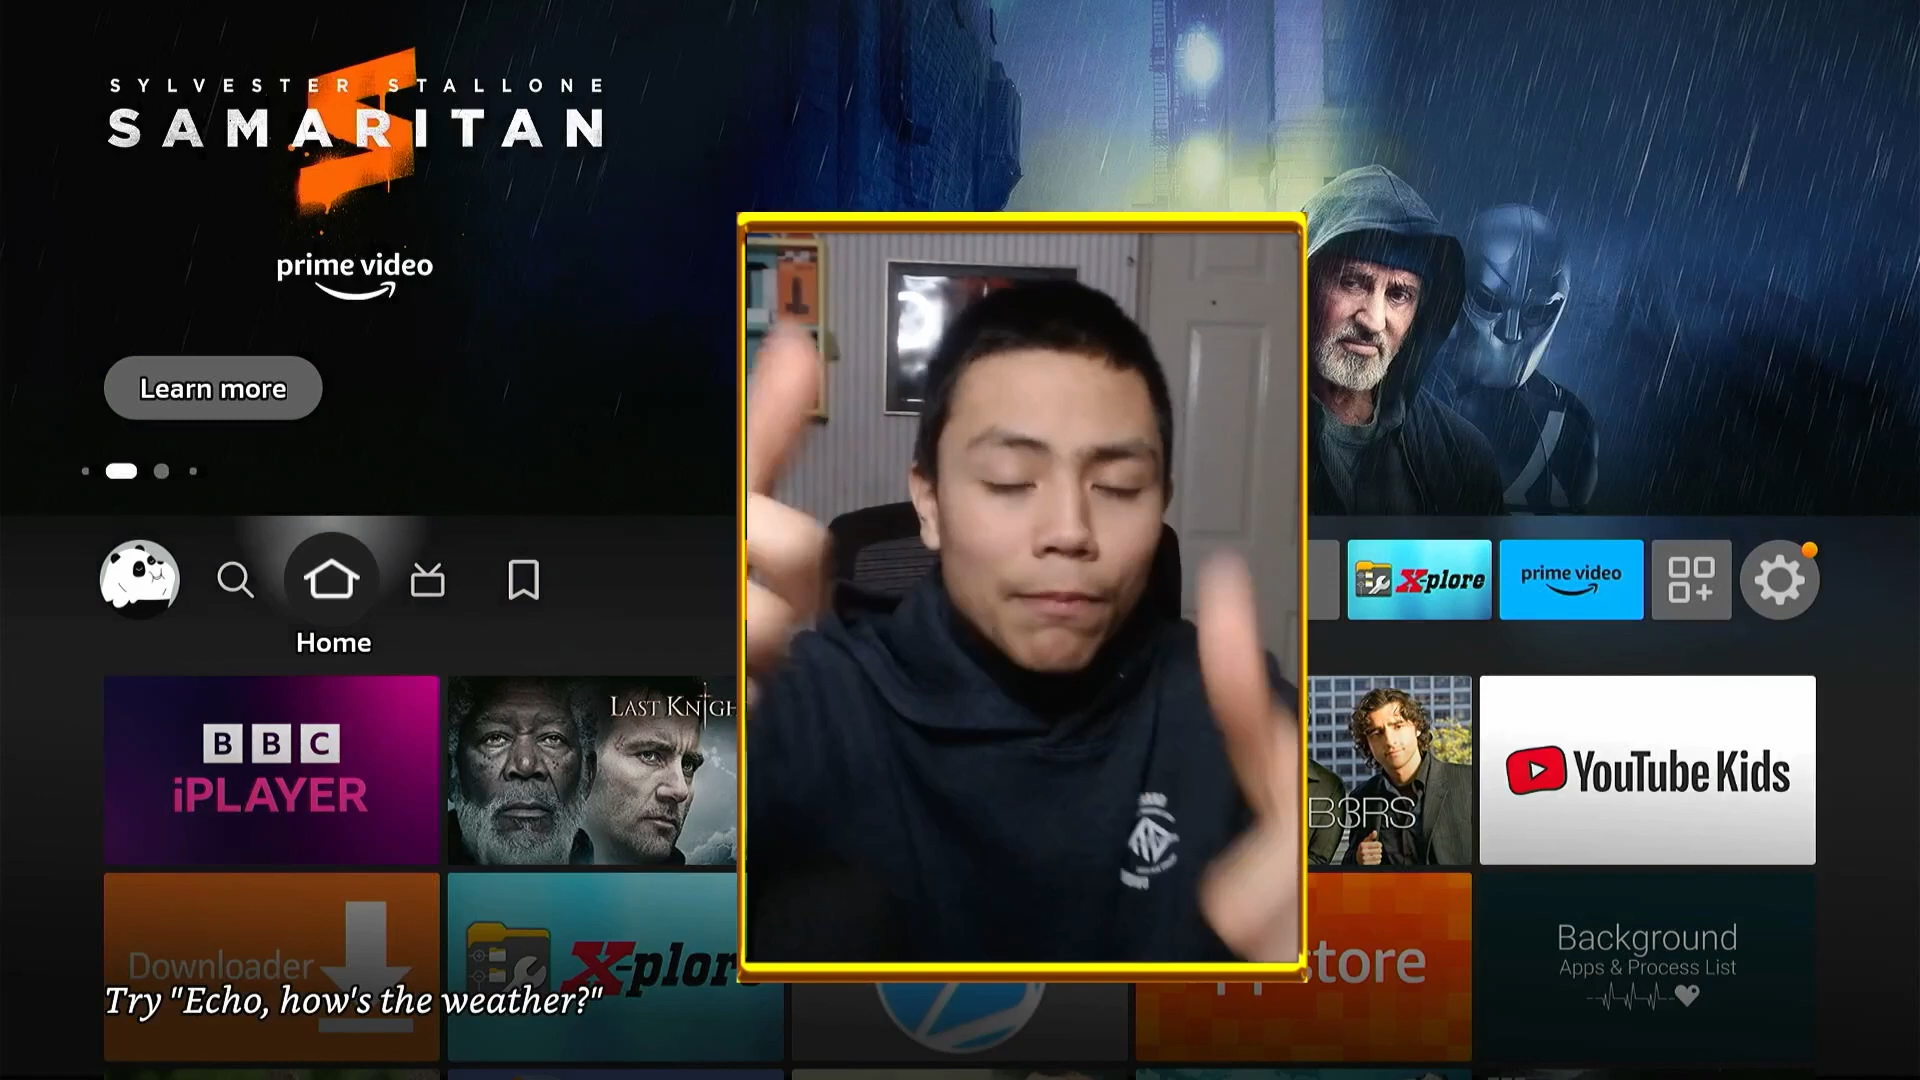 SYLVESTER STALLONE
SAMARITAN
prime video
Learn more
X-plore
prime video
Home
BBC
iPLAYER
LAST KNIGH
B3RS
YouTube Kids
Downloader
X-plor
store
Background
Apps & Process List
Try "Echo, how's the weather?"